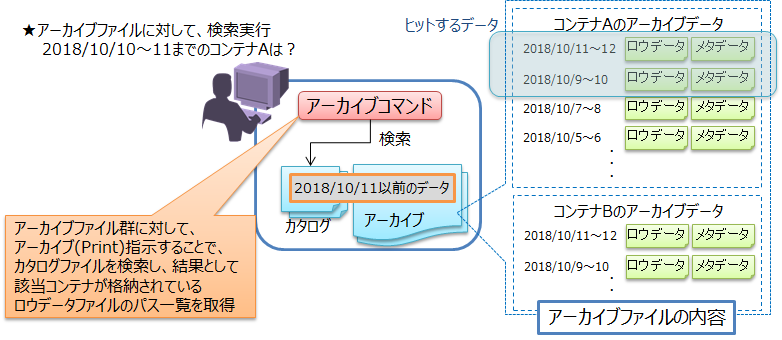 ★アーカイブファイルに対して、検索実行
2018/10/10～11までのコンテナAは？
アーカイブコマンド
検索
2018/10/11以前のデータ
カタログ
アーカイブ
アーカイブファイル群に対して、
アーカイブ(Print)指示することで、
カタログファイルを検索し、結果として
該当コンテナが格納されている
ロウデータファイルのパス一覧を取得
ヒットするデータ
コンテナAのアーカイブデータ
2018/10/11～12 ロウデータ メタデータ
2018/10/9～10 ロウデータ メタデータ
2018/10/7～8 ロウデータ メタデータ
2018/10/5～6 ロウデータ メタデータ
・
・
・
コンテナBのアーカイブデータ
2018/10/11～12 ロウデータ メタデータ
2018/10/9～10 ロウデータ メタデータ
・
・
アーカイブファイルの内容